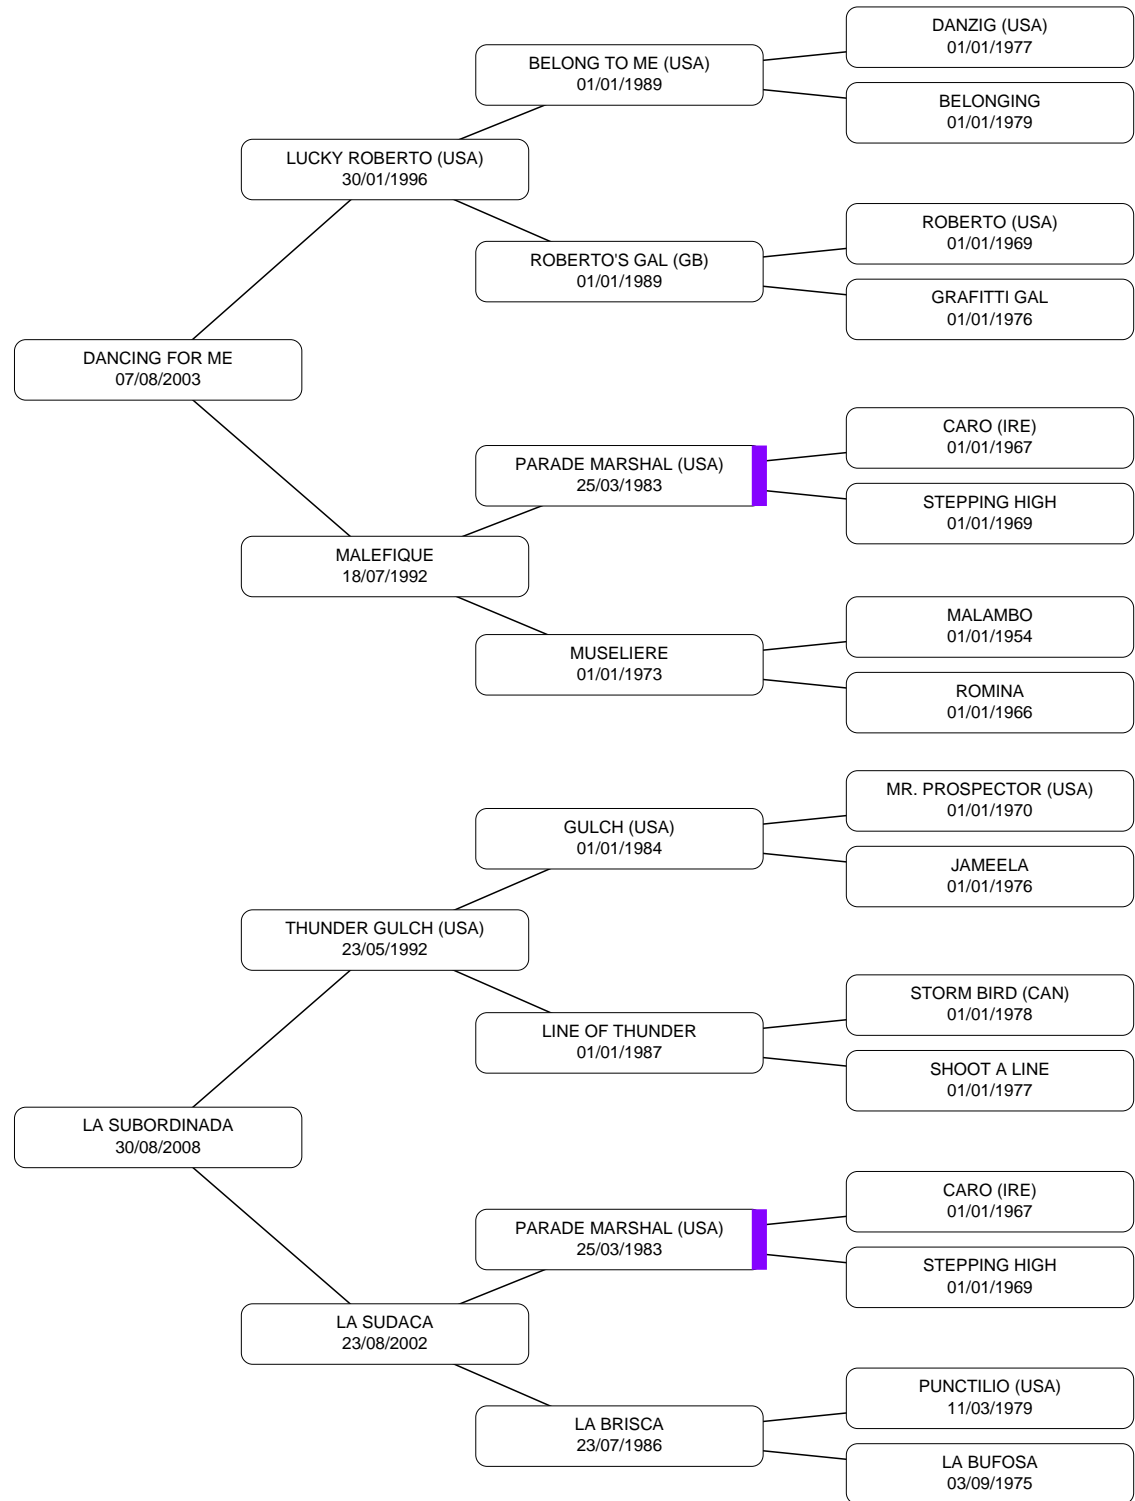 DANZIG (USA)
01/01/1977
BELONG TO ME (USA)
01/01/1989
BELONGING
01/01/1979
LUCKY ROBERTO (USA)
30/01/1996
ROBERTO (USA)
01/01/1969
ROBERTO'S GAL (GB)
01/01/1989
GRAFITTI GAL
01/01/1976
DANCING FOR ME
07/08/2003
CARO (IRE)
01/01/1967
PARADE MARSHAL (USA)
25/03/1983
STEPPING HIGH
01/01/1969
MALEFIQUE
18/07/1992
MALAMBO
01/01/1954
MUSELIERE
01/01/1973
ROMINA
01/01/1966
MR. PROSPECTOR (USA)
01/01/1970
GULCH (USA)
01/01/1984
JAMEELA
01/01/1976
THUNDER GULCH (USA)
23/05/1992
STORM BIRD (CAN)
01/01/1978
LINE OF THUNDER
01/01/1987
SHOOT A LINE
01/01/1977
LA SUBORDINADA
30/08/2008
CARO (IRE)
01/01/1967
PARADE MARSHAL (USA)
25/03/1983
STEPPING HIGH
01/01/1969
LA SUDACA
23/08/2002
PUNCTILIO (USA)
11/03/1979
LA BRISCA
23/07/1986
LA BUFOSA
03/09/1975